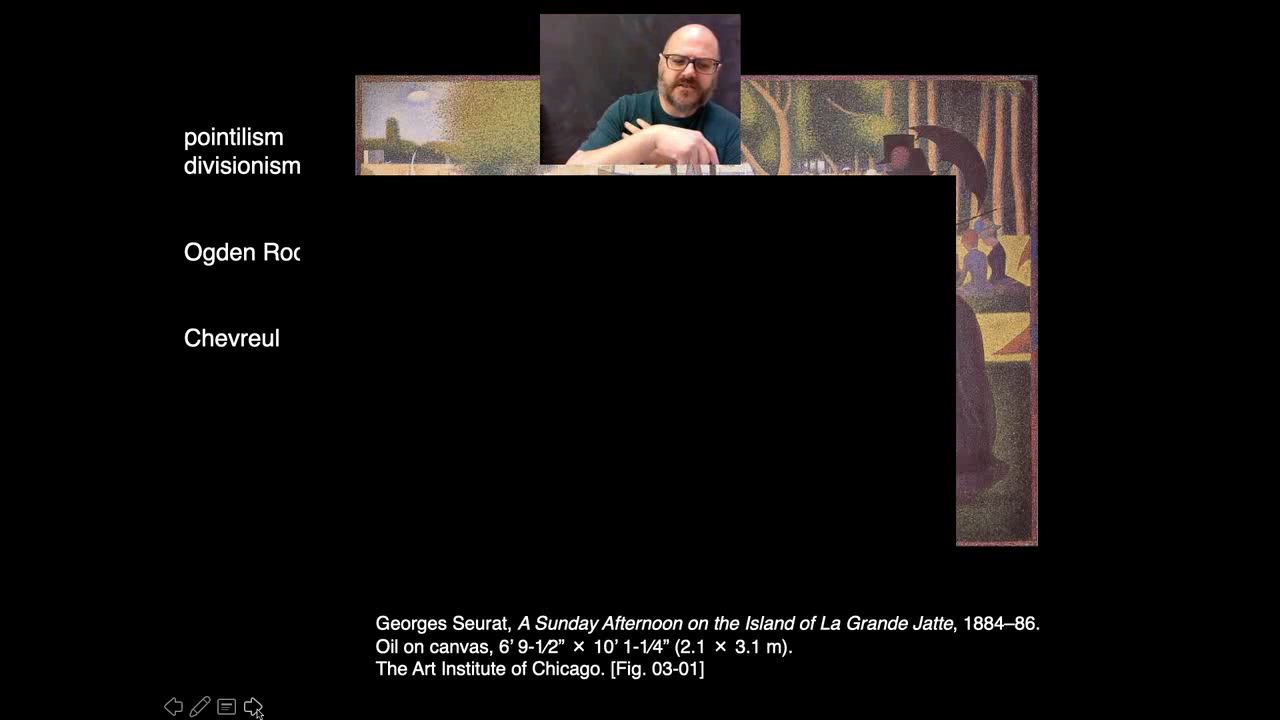 pointilism
divisionism
Ogden Roo
Chevreul
Georges Seurat, A Sunday Afternoon on the Island of La Grande Jatte, 1884–86.
Oil on canvas, 6’ 9-1⁄2” × 10’ 1-1⁄4” (2.1 × 3.1 m).
The Art Institute of Chicago. [Fig. 03-01]